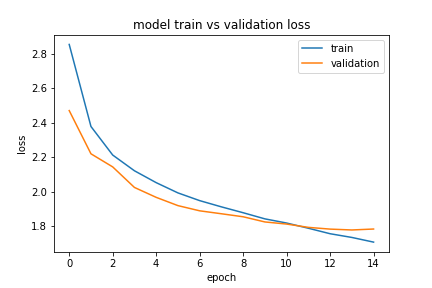 model train vs validation loss
train
validation
loss
2.8
2.6
2.4
2.2
2.0
1.8
0 2 4 6 8 10 12 14
epoch